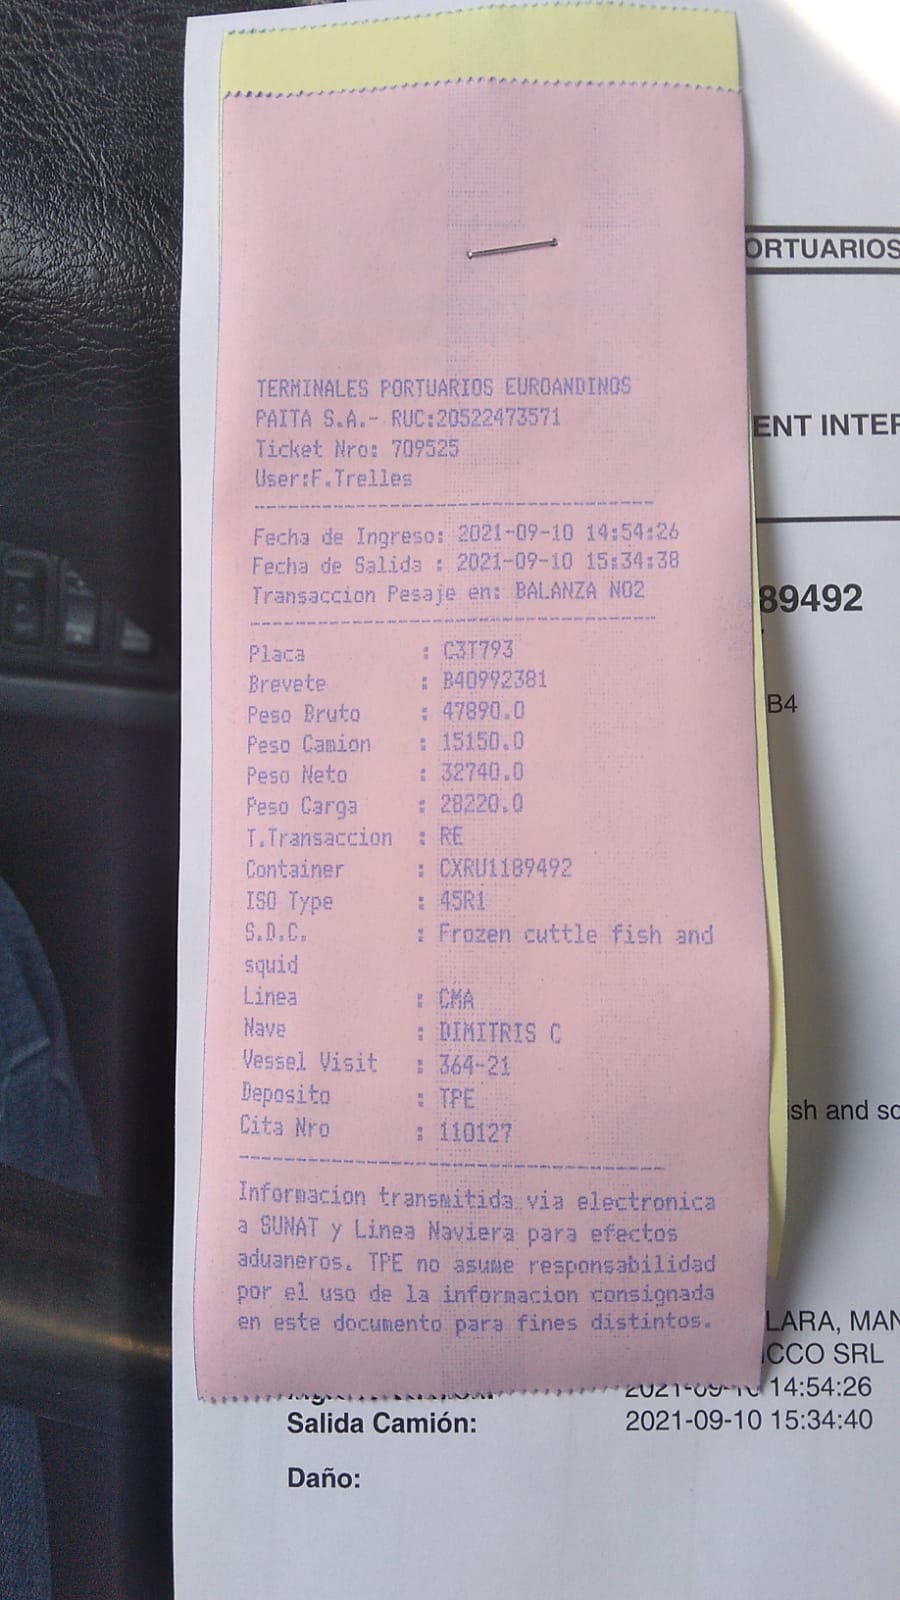 TERMINALES PORTUARIOS EUROANDINOS
PAITA S.A.- RUC:20522473571
Ticket Nro: 709525
User:F.Trelles
Fecha de Ingreso: 2021-09-10 14:54:26
Fecha de Salida : 2021-09-10 15:34:38
Transaccion Pesaje en: BALANZA NO2
Placa : C3T793
Brevete : B40992381
Peso Bruto : 47890.0
Peso Camion : 15150.0
Peso Neto : 32740.0
Peso Carga : 28220.0
T.Transaccion : RE
Container : CXRU1189492
ISO Type : 45R1
S.D.C. : Frozen cuttle fish and
squid
Linea : CMA
Nave : DIMITRIS C
Vessel Visit : 364-21
Deposito : TPE
Cita Nro : 110127
Informacion transmitida via electronica
a SUNAT y Linea Naviera para efectos
aduaneros. TPE no asume responsabilidad
por el uso de la informacion consignada
en este documento para fines distintos.
ORTUARIOS
ENT INTER
89492
B4
ish and sq
LARA, MAN
CCO SRL
2021-09-10 14:54:26
Salida Camión: 2021-09-10 15:34:40
Daño: